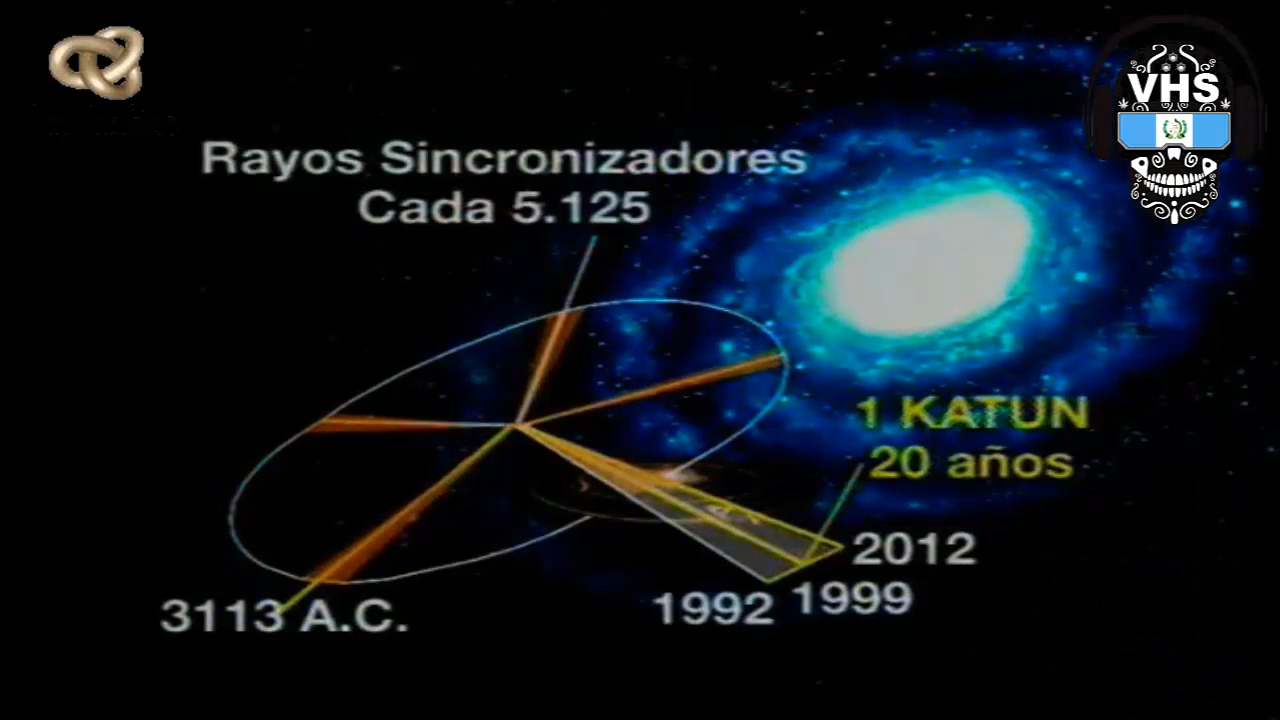 VHS
Rayos Sincronizadores
Cada 5.125
1 KATUN
20 años
2012
1999
1992
3113 A.C.